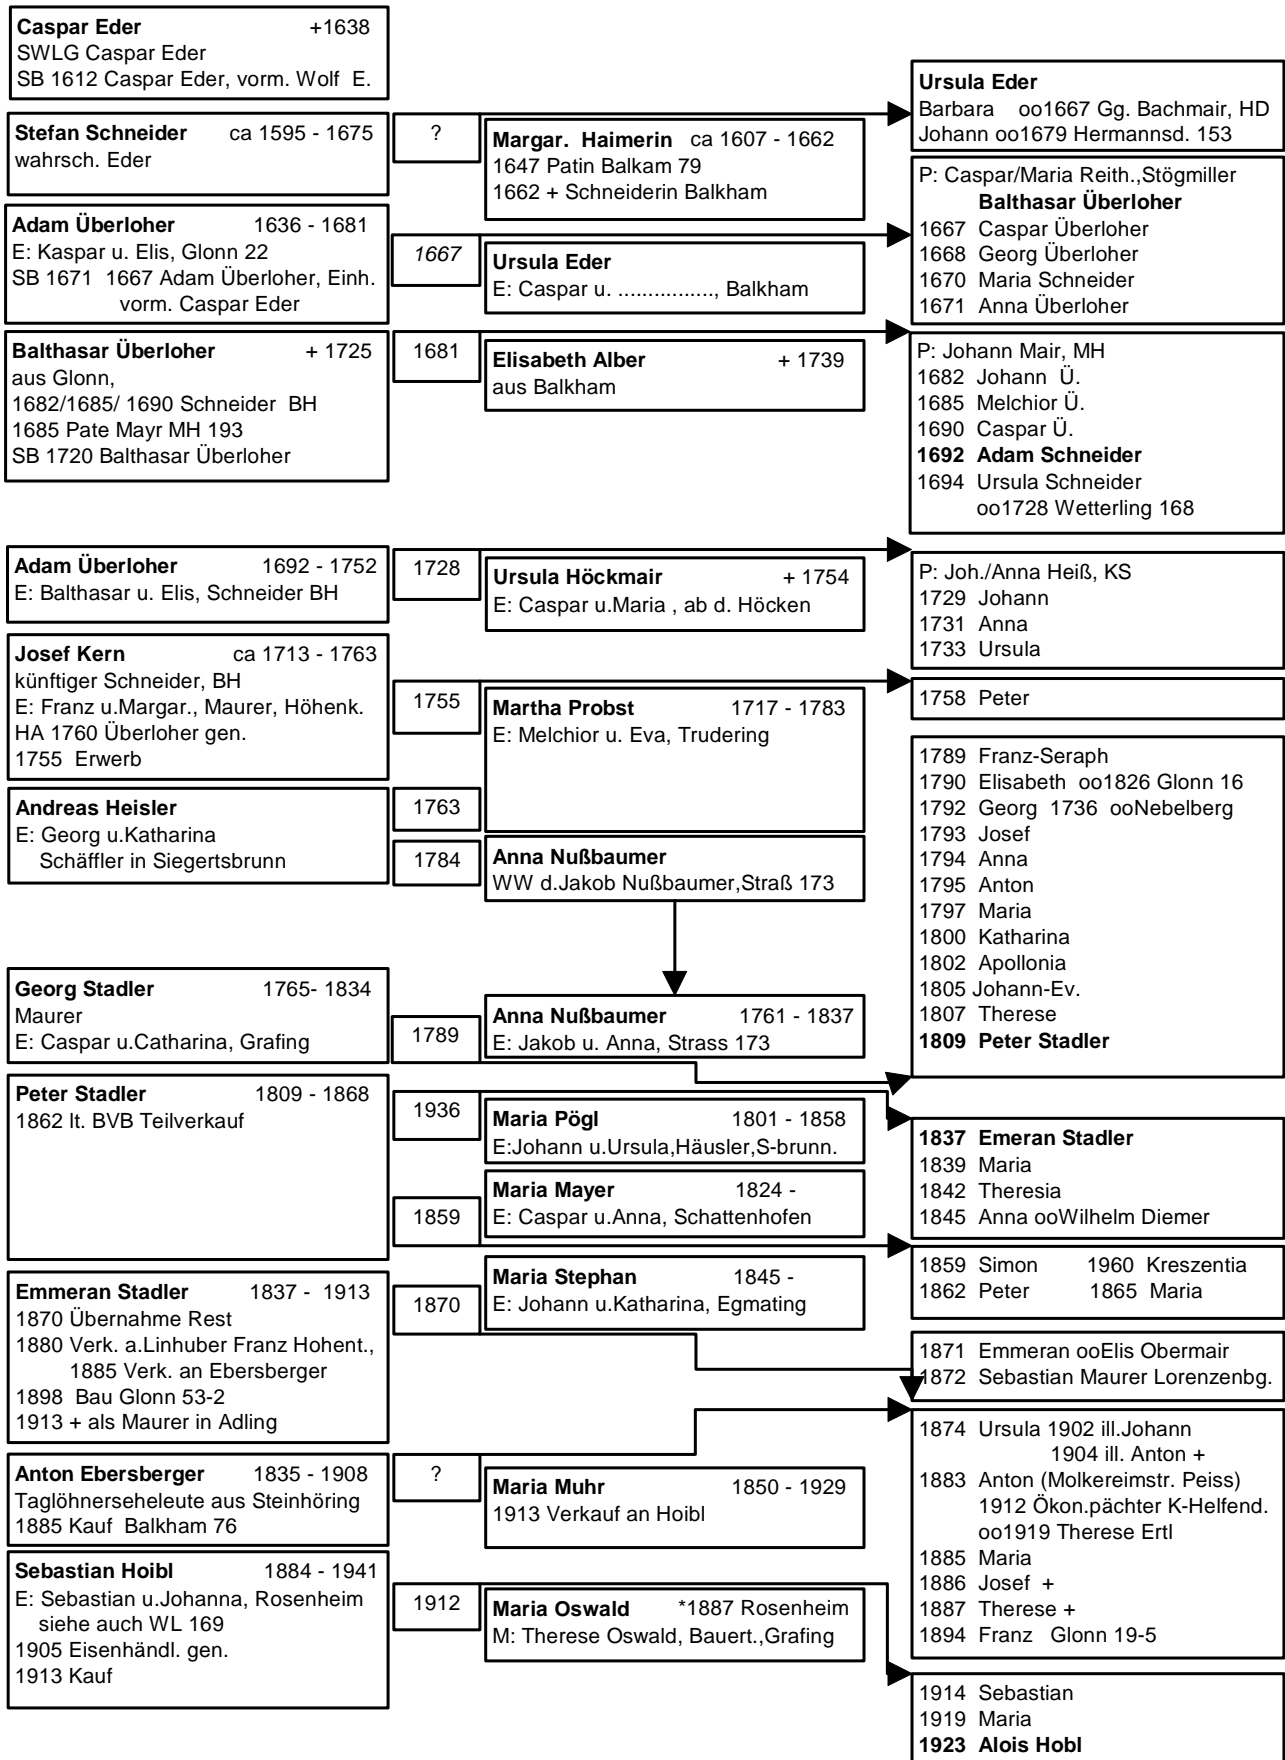 Caspar Eder +1638
SWLG Caspar Eder
SB 1612 Caspar Eder, vorm. Wolf E.
Stefan Schneider ca 1595 - 1675
wahrsch. Eder
?
Margar. Haimerin ca 1607 - 1662
1647 Patin Balkam 79
1662 + Schneiderin Balkham
Ursula Eder
Barbara oo1667 Gg. Bachmair, HD
Johann oo1679 Hermannsd. 153
Adam Überloher 1636 - 1681
E: Kaspar u. Elis, Glonn 22
SB 1671 1667 Adam Überloher, Einh.
vorm. Caspar Eder
1667
Ursula Eder
E: Caspar u. ................, Balkham
P: Caspar/Maria Reith.,Stögmiller
Balthasar Überloher
1667 Caspar Überloher
1668 Georg Überloher
1670 Maria Schneider
1671 Anna Überloher
Balthasar Überloher + 1725
aus Glonn,
1682/1685/ 1690 Schneider BH
1685 Pate Mayr MH 193
SB 1720 Balthasar Überloher
1681
Elisabeth Alber + 1739
aus Balkham
P: Johann Mair, MH
1682 Johann Ü.
1685 Melchior Ü.
1690 Caspar Ü.
1692 Adam Schneider
1694 Ursula Schneider
oo1728 Wetterling 168
Adam Überloher 1692 - 1752
E: Balthasar u. Elis, Schneider BH
1728
Ursula Höckmair + 1754
E: Caspar u.Maria , ab d. Höcken
P: Joh./Anna Heiß, KS
1729 Johann
1731 Anna
1733 Ursula
Josef Kern ca 1713 - 1763
künftiger Schneider, BH
E: Franz u.Margar., Maurer, Höhenk.
HA 1760 Überloher gen.
1755 Erwerb
1755
Martha Probst 1717 - 1783
E: Melchior u. Eva, Trudering
1758 Peter
Andreas Heisler
E: Georg u.Katharina
Schäffler in Siegertsbrunn
1763
1784
Anna Nußbaumer
WW d.Jakob Nußbaumer,Straß 173
1789 Franz-Seraph
1790 Elisabeth oo1826 Glonn 16
1792 Georg 1736 ooNebelberg
1793 Josef
1794 Anna
1795 Anton
1797 Maria
1800 Katharina
1802 Apollonia
1805 Johann-Ev.
1807 Therese
1809 Peter Stadler
Georg Stadler 1765- 1834
Maurer
E: Caspar u.Catharina, Grafing
1789
Anna Nußbaumer 1761 - 1837
E: Jakob u. Anna, Strass 173
Peter Stadler 1809 - 1868
1862 lt. BVB Teilverkauf
1936
Maria Pögl 1801 - 1858
E:Johann u.Ursula,Häusler,S-brunn.
1859
Maria Mayer 1824 -
E: Caspar u.Anna, Schattenhofen
1837 Emeran Stadler
1839 Maria
1842 Theresia
1845 Anna ooWilhelm Diemer
1859 Simon 1960 Kreszentia
1862 Peter 1865 Maria
Emmeran Stadler 1837 - 1913
1870 Übernahme Rest
1880 Verk. a.Linhuber Franz Hohent.,
1885 Verk. an Ebersberger
1898 Bau Glonn 53-2
1913 + als Maurer in Adling
1870
Maria Stephan 1845 -
E: Johann u.Katharina, Egmating
1871 Emmeran ooElis Obermair
1872 Sebastian Maurer Lorenzenbg.
Anton Ebersberger 1835 - 1908
Taglöhnerseheleute aus Steinhöring
1885 Kauf Balkham 76
?
Maria Muhr 1850 - 1929
1913 Verkauf an Hoibl
1874 Ursula 1902 ill.Johann
1904 ill. Anton +
1883 Anton (Molkereimstr. Peiss)
1912 Ökon.pächter K-Helfend.
oo1919 Therese Ertl
1885 Maria
1886 Josef +
1887 Therese +
1894 Franz Glonn 19-5
Sebastian Hoibl 1884 - 1941
E: Sebastian u.Johanna, Rosenheim
siehe auch WL 169
1905 Eisenhändl. gen.
1913 Kauf
1912
Maria Oswald *1887 Rosenheim
M: Therese Oswald, Bauert.,Grafing
1914 Sebastian
1919 Maria
1923 Alois Hobl